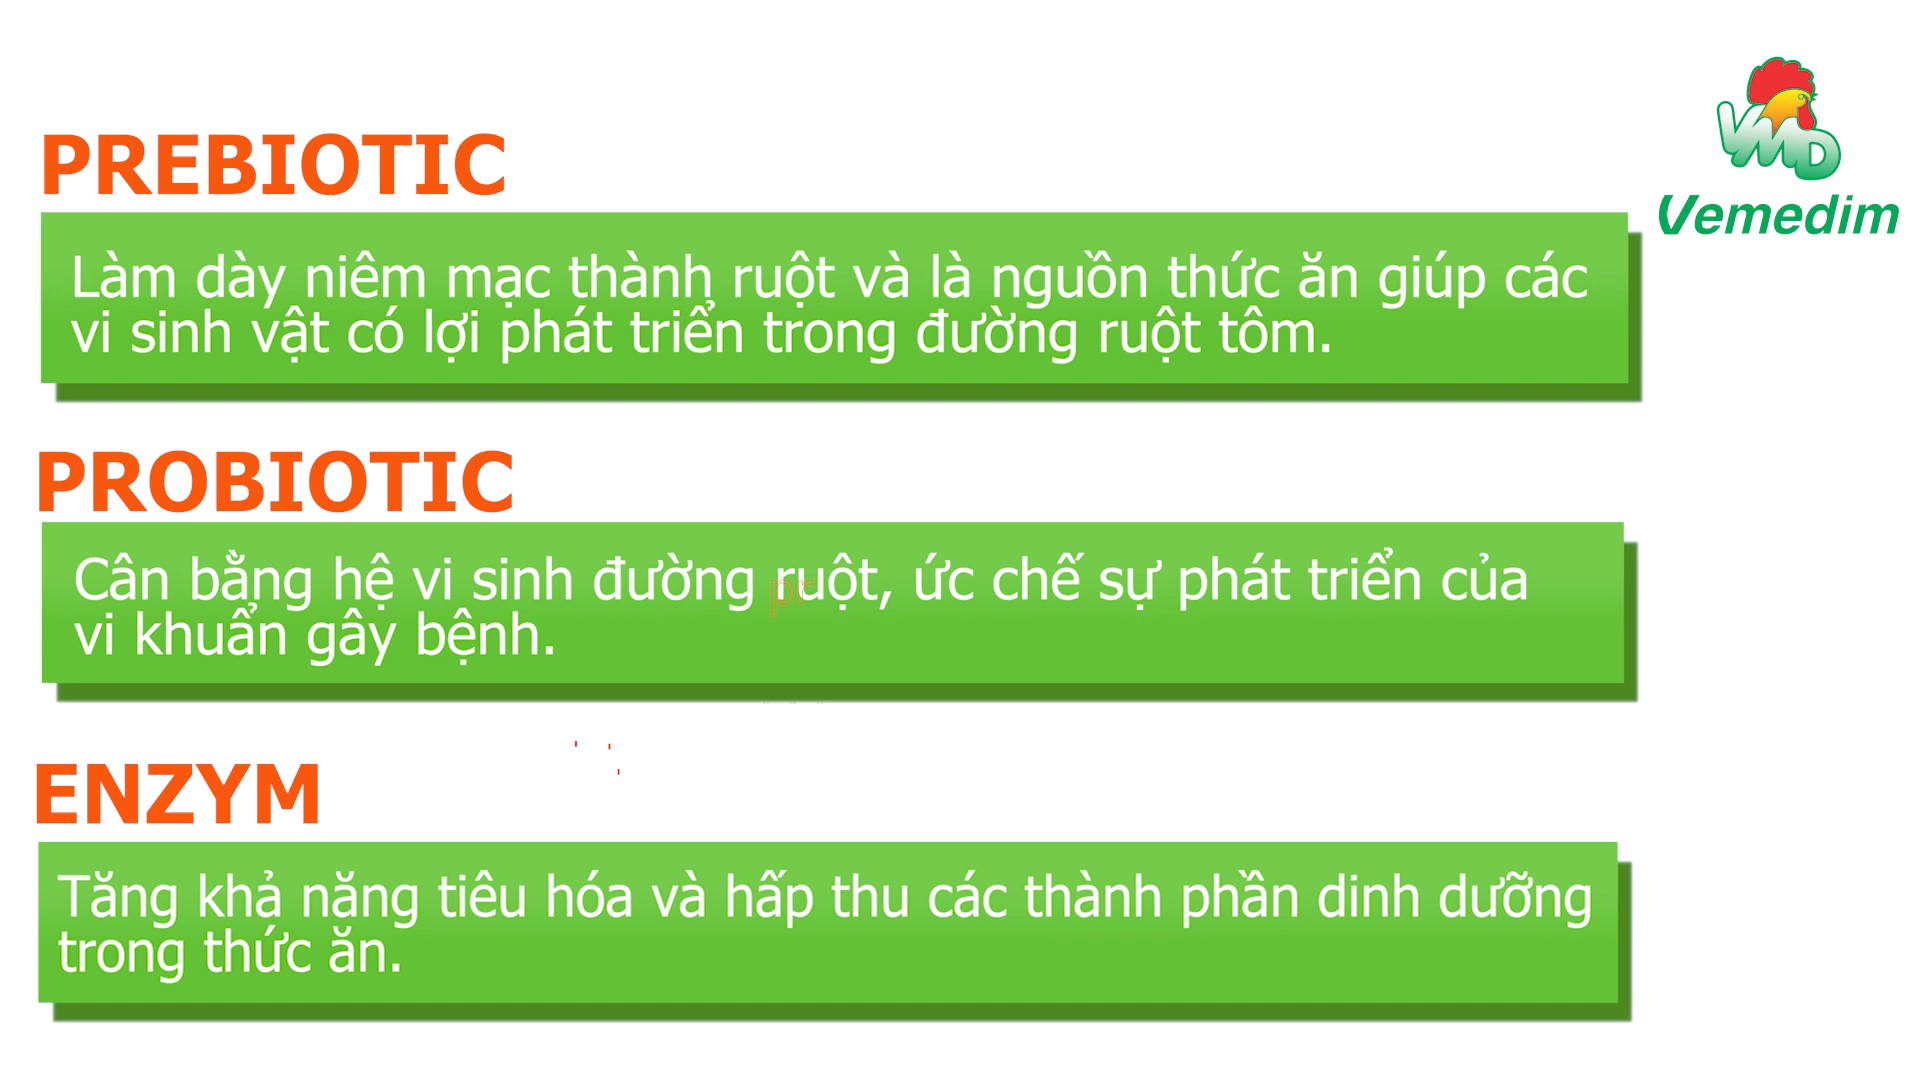 PREBIOTIC
Làm dày niêm mạc thành ruột và là nguồn thức ăn giúp các
vi sinh vật có lợi phát triển trong đường ruột tôm.
PROBIOTIC
Cân bằng hệ vi sinh đường ruột, ức chế sự phát triển của
vi khuẩn gây bệnh.
ENZYM
Tăng khả năng tiêu hóa và hấp thu các thành phần dinh dưỡng
trong thức ăn.
VMD
Vemedim